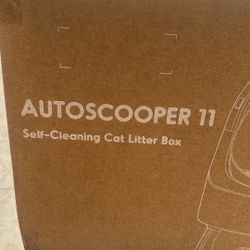 AUTOSCOOPER 11
Self-Cleaning Cat Litter Box